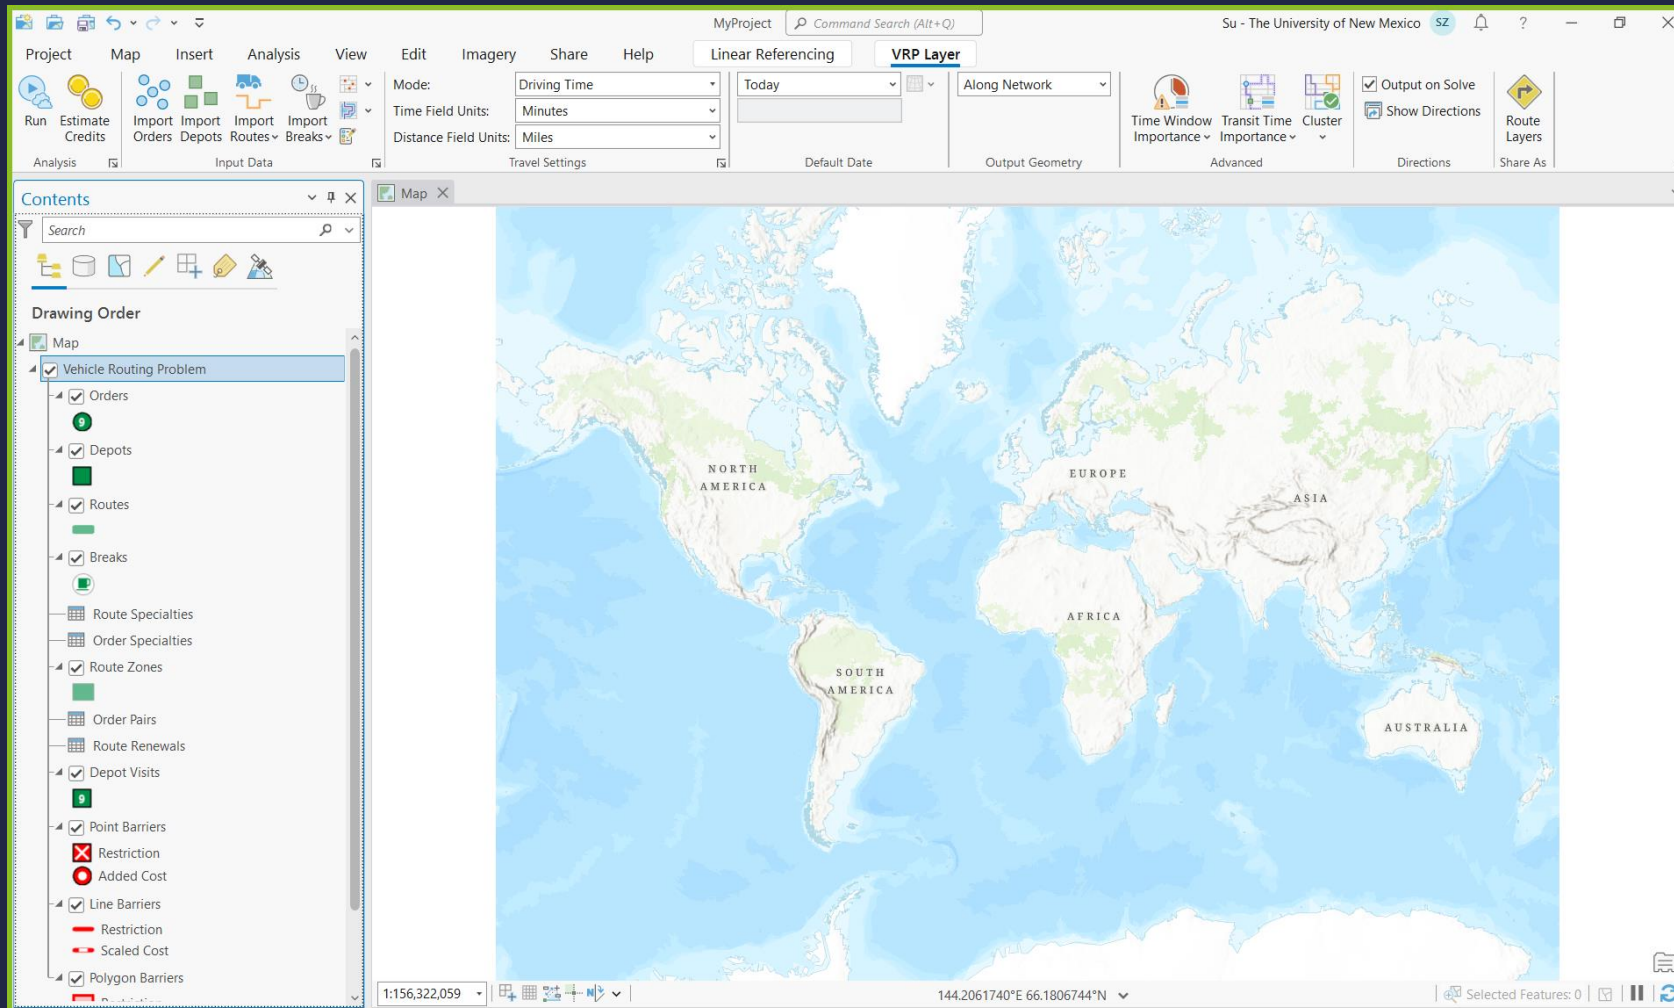 MyProject
Command Search (Alt+Q)
Su - The University of New Mexico
SZ
?
Project Map Insert Analysis View Edit Imagery Share Help Linear Referencing VRP Layer
Run
Estimate Credits
Import Orders
Import Depots
Import Routes
Import Breaks
Mode: Driving Time
Time Field Units: Minutes
Distance Field Units: Miles
Today
Along Network
Time Window Importance
Transit Time Importance
Cluster
Output on Solve
Show Directions
Route Layers
Analysis Input Data Travel Settings Default Date Output Geometry Advanced Directions Share As
Contents
Map
Search
Drawing Order
Map
Vehicle Routing Problem
Orders
9
Depots
Routes
Breaks
Route Specialties
Order Specialties
Route Zones
Order Pairs
Route Renewals
Depot Visits
9
Point Barriers
Restriction
Added Cost
Line Barriers
Restriction
Scaled Cost
Polygon Barriers
NORTH
AMERICA
EUROPE
ASIA
AFRICA
SOUTH
AMERICA
AUSTRALIA
1:156,322,059
N
144.2061740°E 66.1806744°N
Selected Features: 0